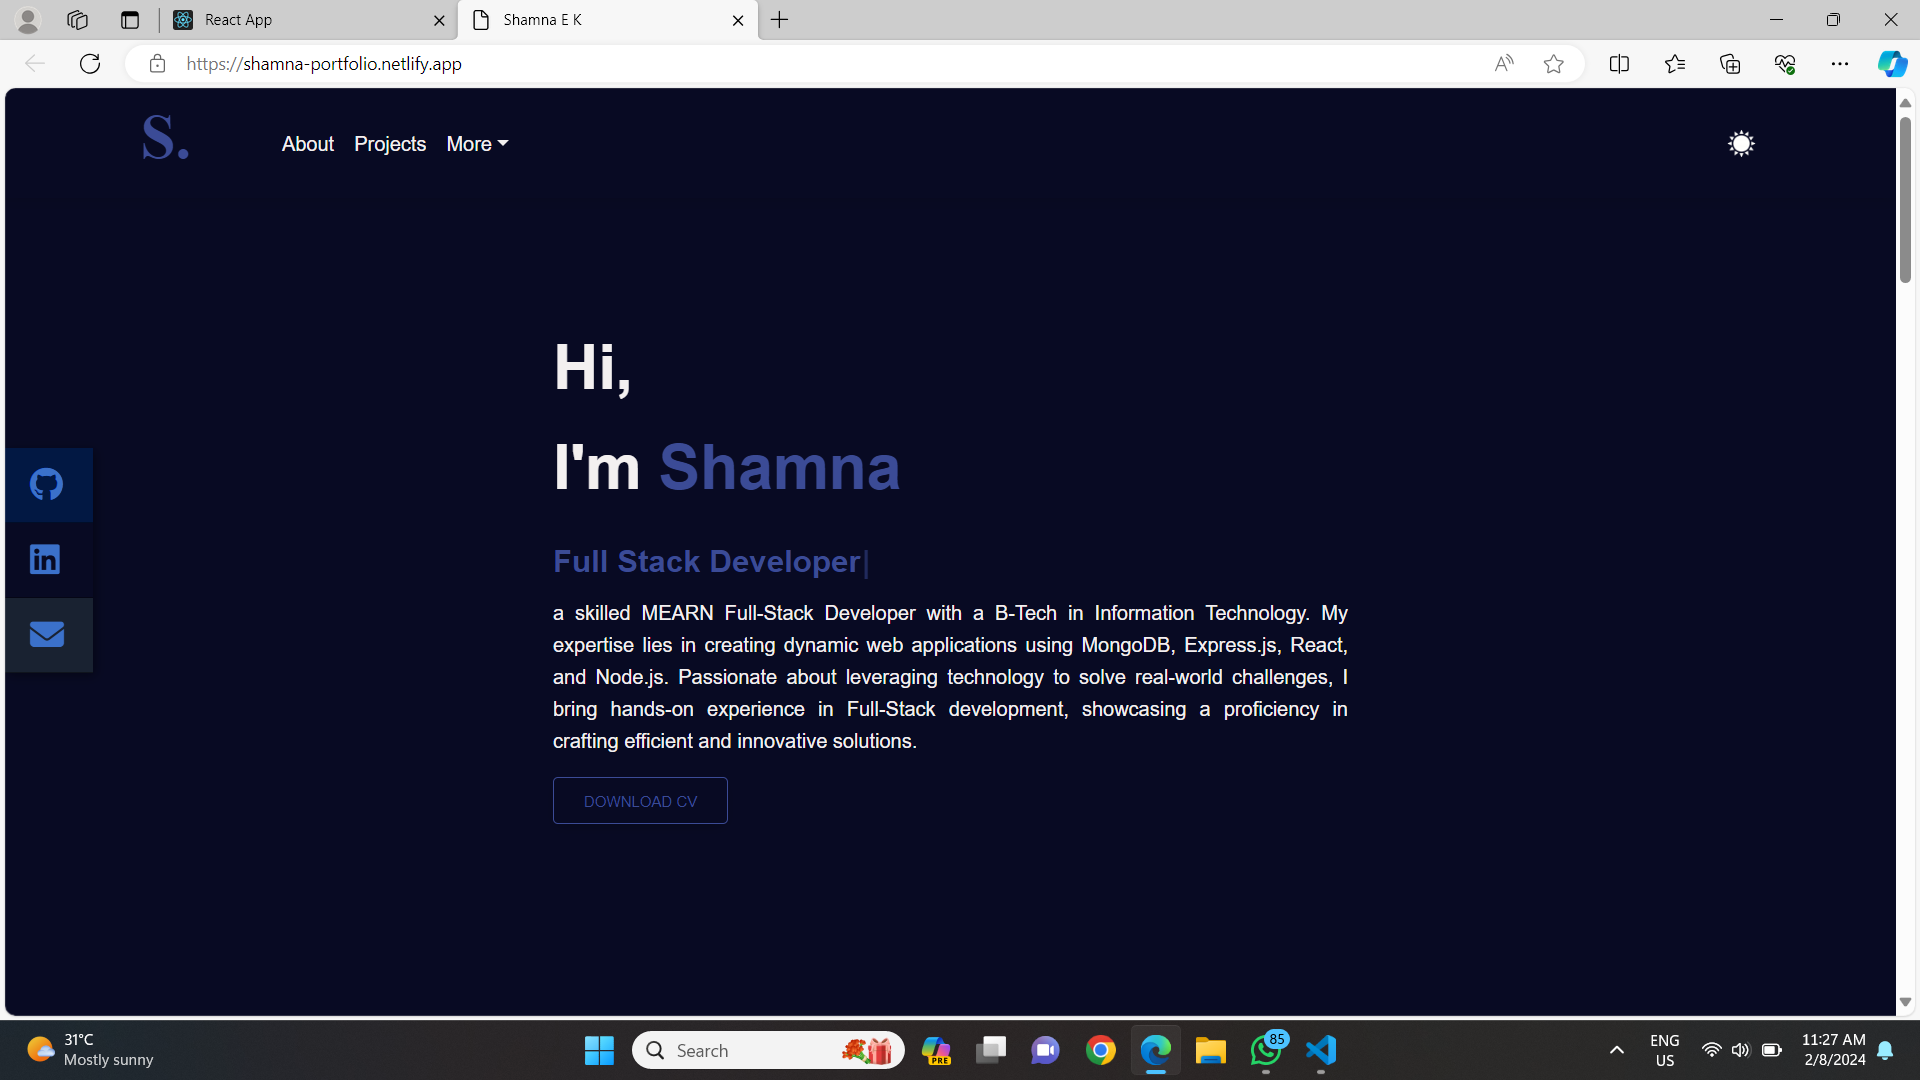 React App
Shamna E K
https://shamna-portfolio.netlify.app
S.
About Projects More
Hi,
I'm Shamna
Full Stack Developer|
a skilled MEARN Full-Stack Developer with a B-Tech in Information Technology. My
expertise lies in creating dynamic web applications using MongoDB, Express.js, React,
and Node.js. Passionate about leveraging technology to solve real-world challenges, I
bring hands-on experience in Full-Stack development, showcasing a proficiency in
crafting efficient and innovative solutions.
DOWNLOAD CV
31°C
Mostly sunny
Search
PRE
85
ENG
US
11:27 AM
2/8/2024